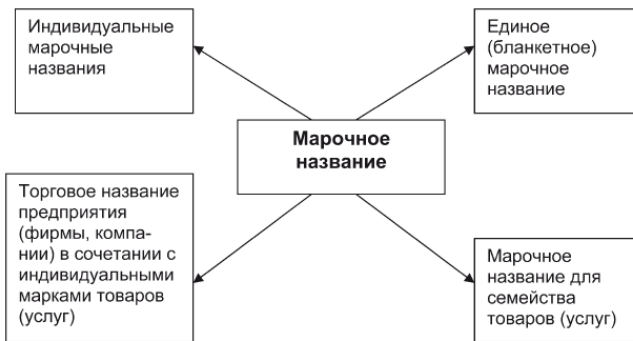 Индивидуальные
марочные
названия
Единое
(бланкетное)
марочное
название
Марочное
название
Торговое название
предприятия
(фирмы, компа-
нии) в сочетании с
индивидуальными
марками товаров
(услуг)
Марочное
название для
семейства
товаров (услуг)